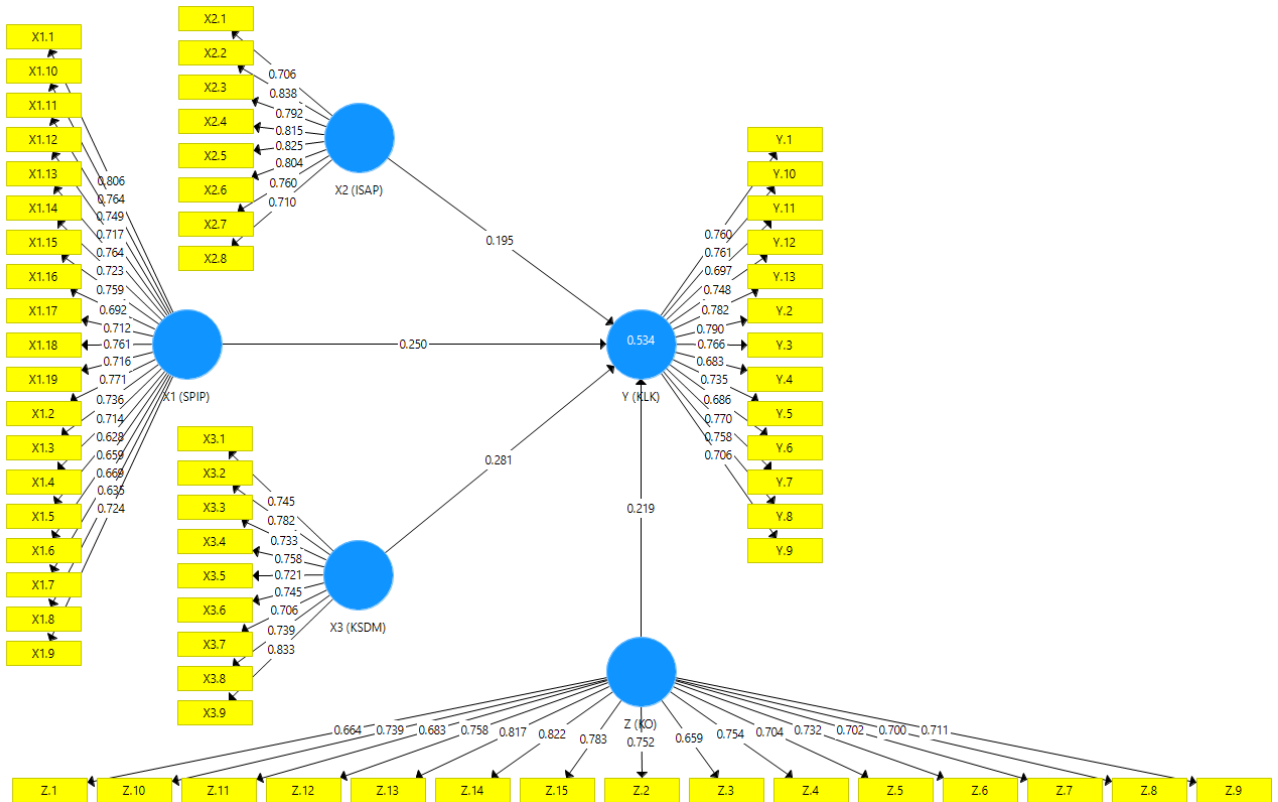 X1.1
X1.10
X1.11
X1.12
X1.13
X1.14
X1.15
X1.16
X1.17
X1.18
X1.19
X1.2
X1.3
X1.4
X1.5
X1.6
X1.7
X1.8
X1.9
0.806
0.764
0.749
0.717
0.764
0.723
0.759
0.692
0.712
0.761
0.716
0.771
0.736
0.714
0.628
0.659
0.669
0.635
0.724
X1 (SPIP)
X2.1
X2.2
X2.3
X2.4
X2.5
X2.6
X2.7
X2.8
0.706
0.838
0.792
0.815
0.825
0.804
0.760
0.710
X2 (ISAP)
X3.1
X3.2
X3.3
X3.4
X3.5
X3.6
X3.7
X3.8
X3.9
0.745
0.782
0.733
0.758
0.721
0.745
0.706
0.739
0.833
X3 (KSDM)
0.195
0.250
0.281
0.219
0.534
Y (KLK)
0.760
0.761
0.697
0.748
0.782
0.790
0.766
0.683
0.735
0.686
0.770
0.758
0.706
Y.1
Y.10
Y.11
Y.12
Y.13
Y.2
Y.3
Y.4
Y.5
Y.6
Y.7
Y.8
Y.9
Z (KO)
0.664
0.739
0.683
0.758
0.817
0.822
0.783
0.752
0.659
0.754
0.704
0.732
0.702
0.700
0.711
Z.1
Z.10
Z.11
Z.12
Z.13
Z.14
Z.15
Z.2
Z.3
Z.4
Z.5
Z.6
Z.7
Z.8
Z.9